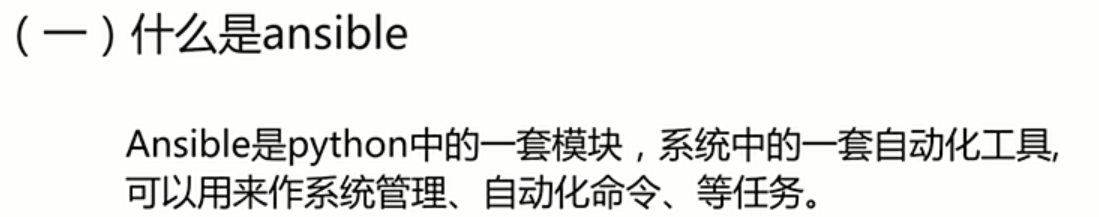 （一）什么是ansible
Ansible是python中的一套模块，系统中的一套自动化工具,
可以用来作系统管理、自动化命令、等任务。